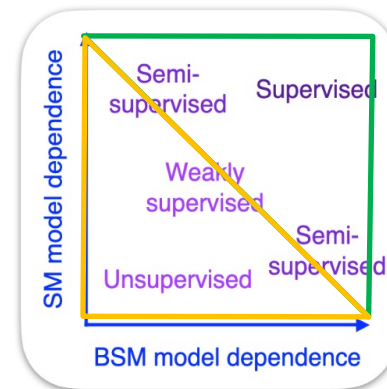 SM model dependence
Semi-
supervised
Supervised
Weakly
supervised
Semi-
supervised
Unsupervised
BSM model dependence